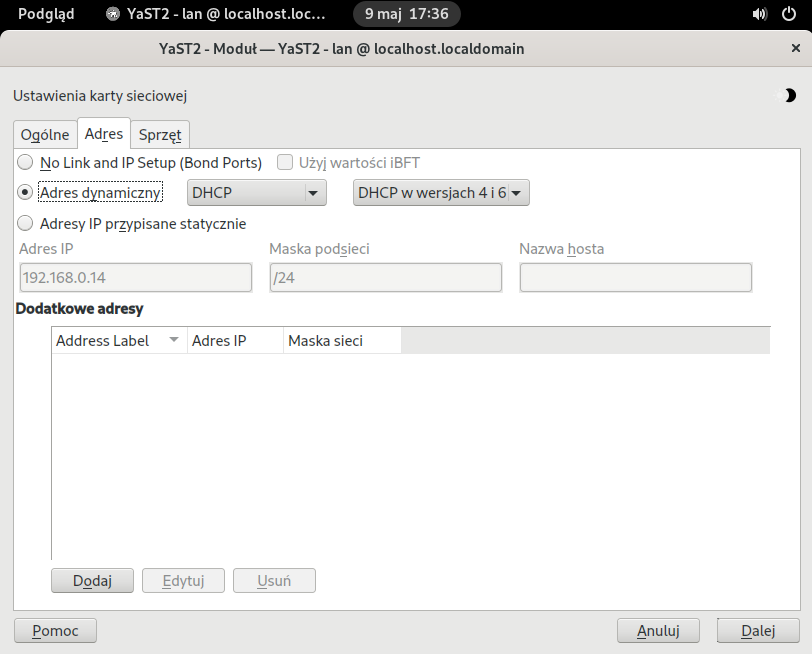 Podgląd YaST2 - lan @ localhost.loc... 9 maj 17:36
YaST2 - Moduł — YaST2 - lan @ localhost.localdomain ×
Ustawienia karty sieciowej
Ogólne Adres Sprzęt
No Link and IP Setup (Bond Ports) Użyj wartości iBFT
Adres dynamiczny DHCP DHCP w wersjach 4 i 6
Adresy IP przypisane statycznie
Adres IP Maska podsieci Nazwa hosta
192.168.0.14 /24
Dodatkowe adresy
Address Label Adres IP Maska sieci
Dodaj Edytuj Usuń
Pomoc Anuluj Dalej